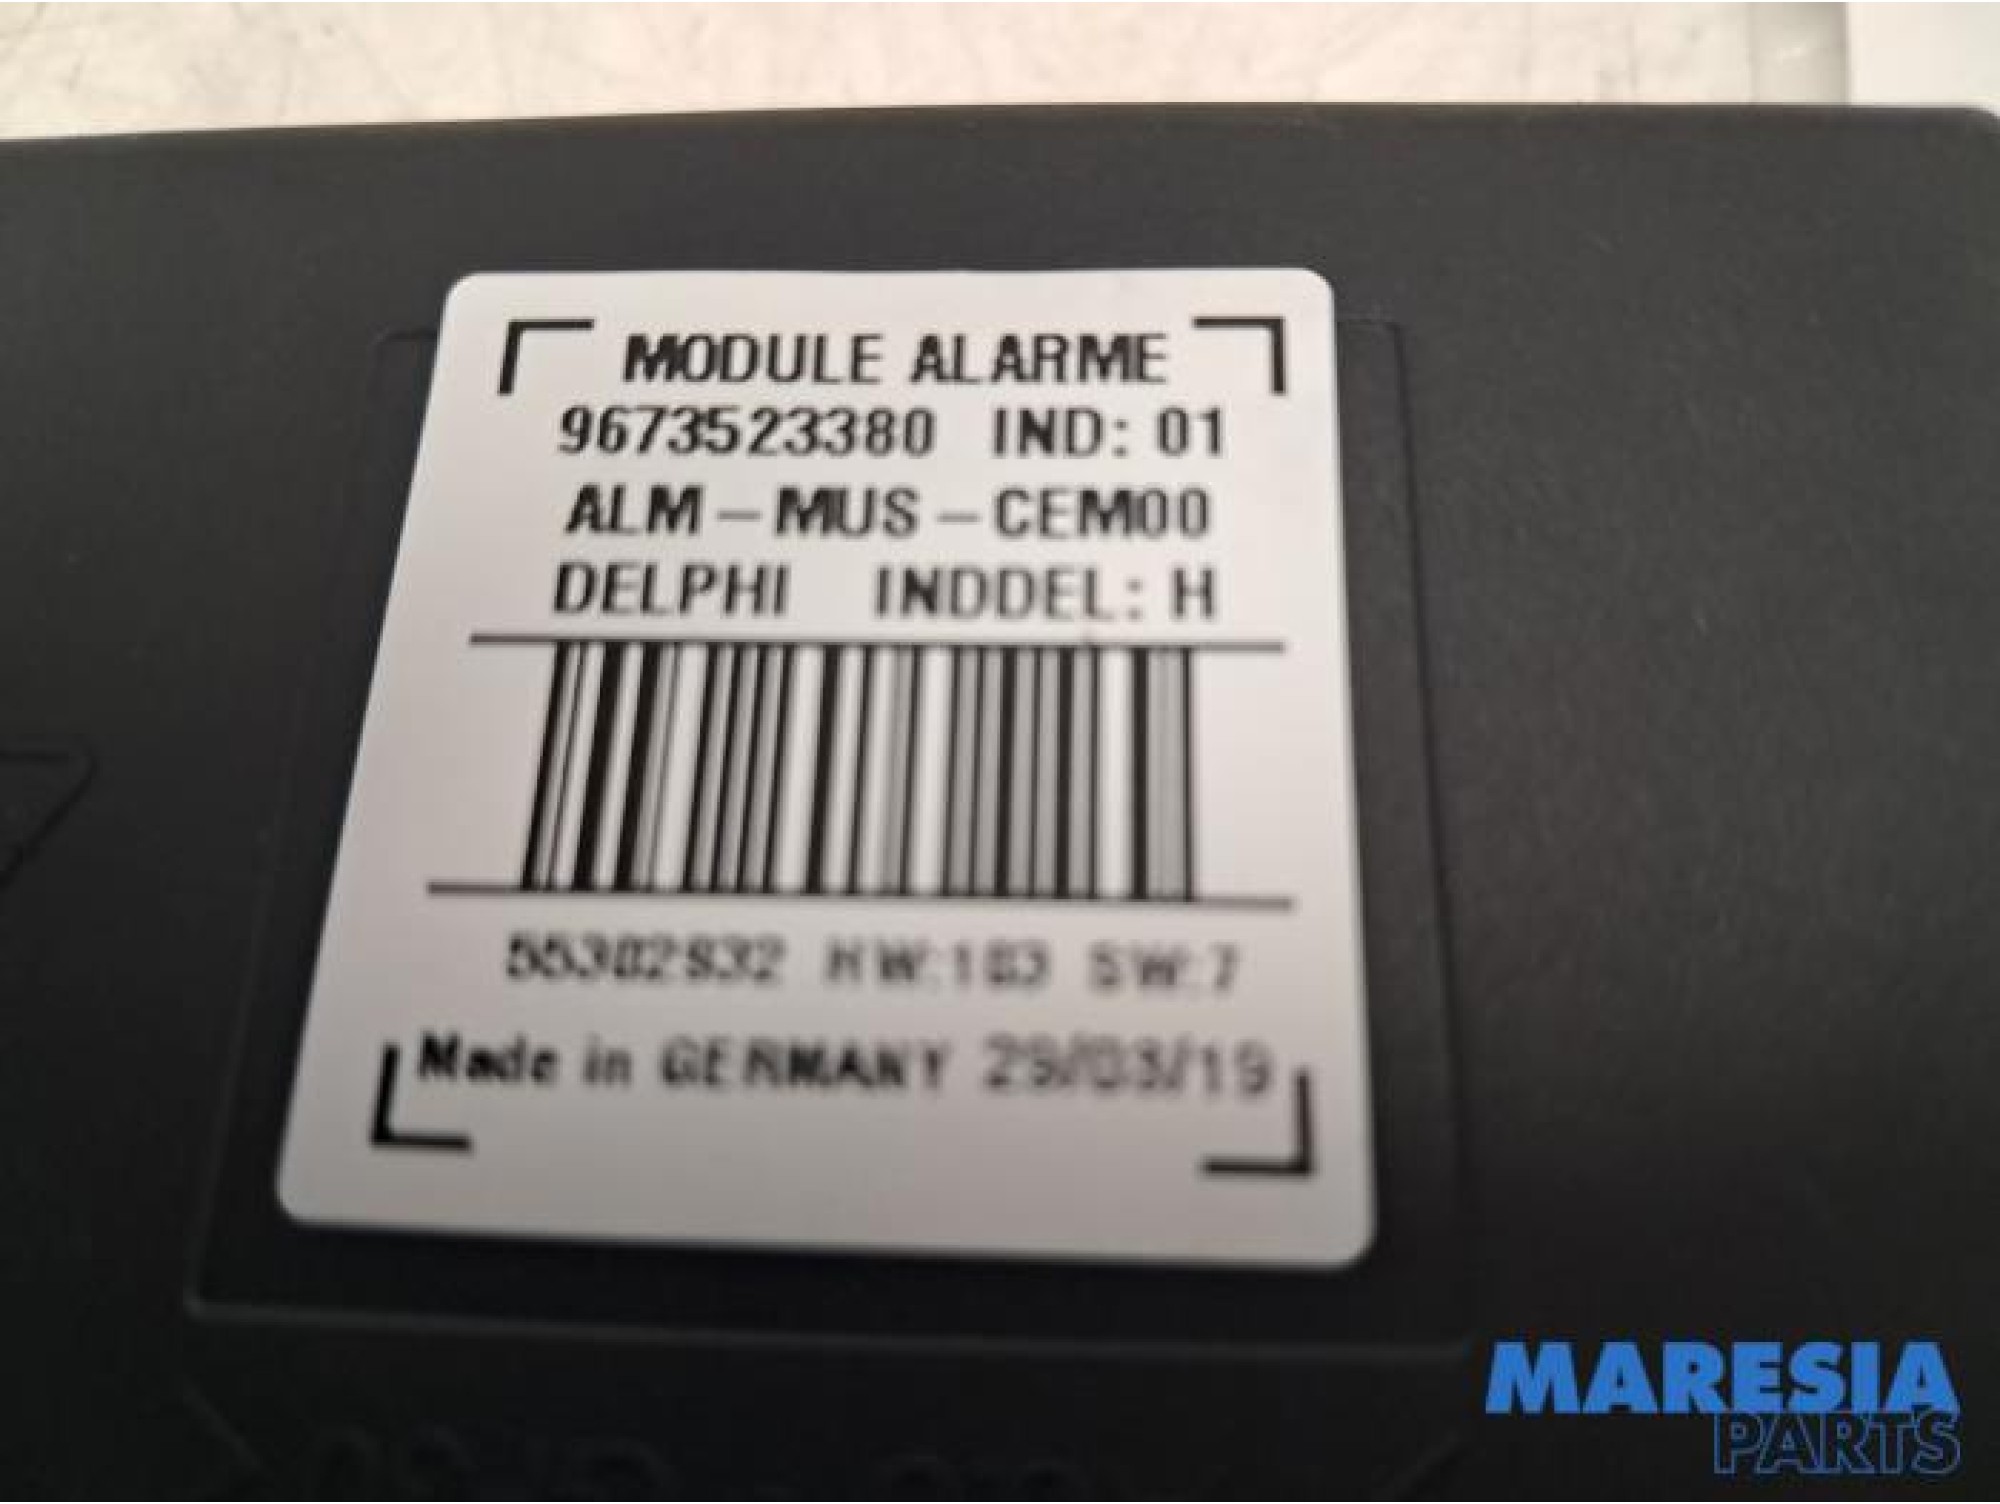 MODULE ALARME
9673523380 IND: 01
ALM-MUS-CEM00
DELPHI INDDEL: H
55302932 HW:103 SW:7
Made in GERMANY 29/03/19
MARESIA
PARTS